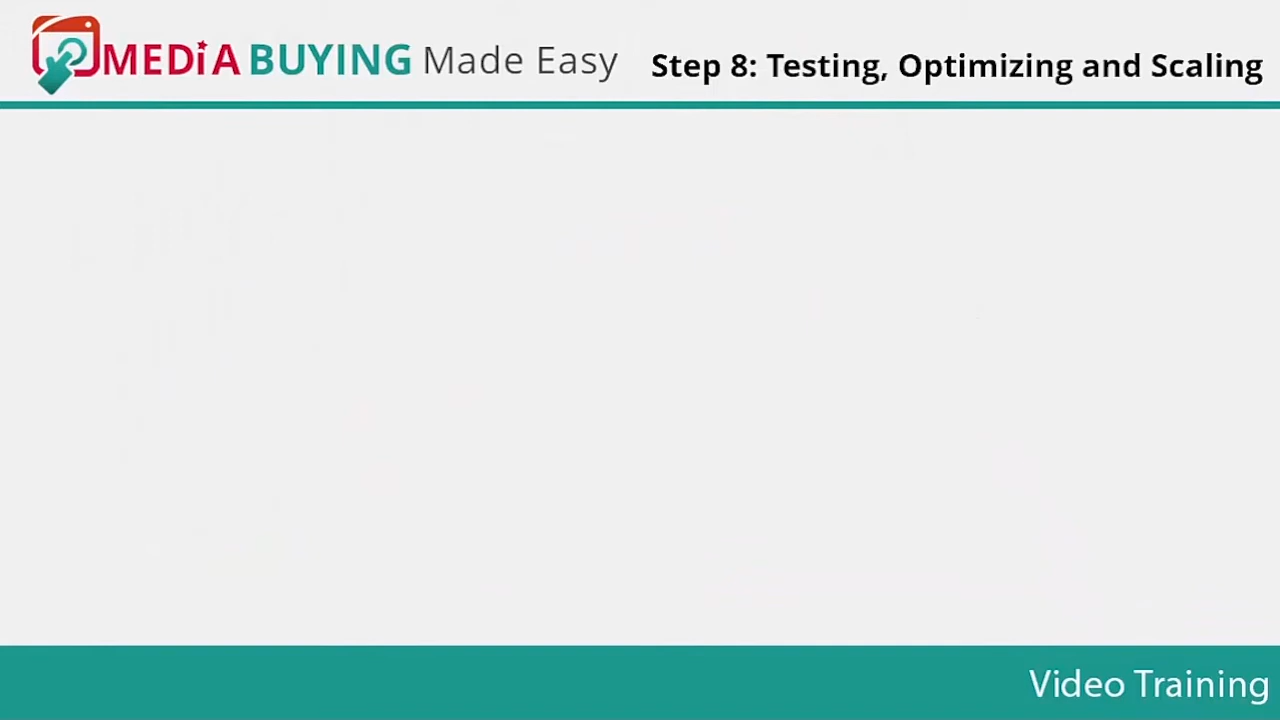 MEDiA BUYING Made Easy
Step 8: Testing, Optimizing and Scaling
Video Training